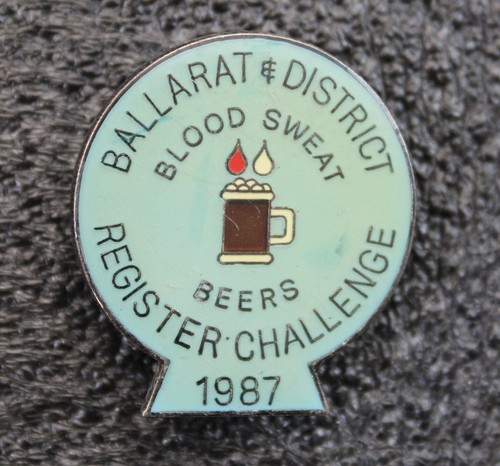 BALLARAT & DISTRICT
BLOOD SWEAT
BEERS
REGISTER CHALLENGE
1987